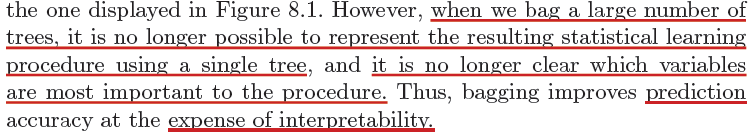 the one displayed in Figure 8.1. However, when we bag a large number of
trees, it is no longer possible to represent the resulting statistical learning
procedure using a single tree, and it is no longer clear which variables
are most important to the procedure. Thus, bagging improves prediction
accuracy at the expense of interpretability.